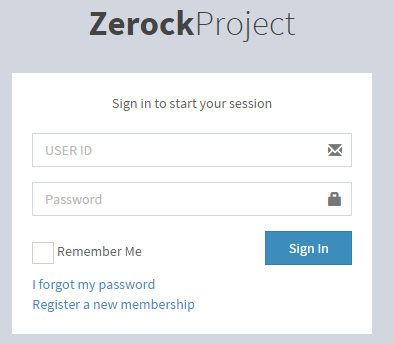 ZerockProject
Sign in to start your session
USER ID
Password
Remember Me
Sign In
I forgot my password
Register a new membership